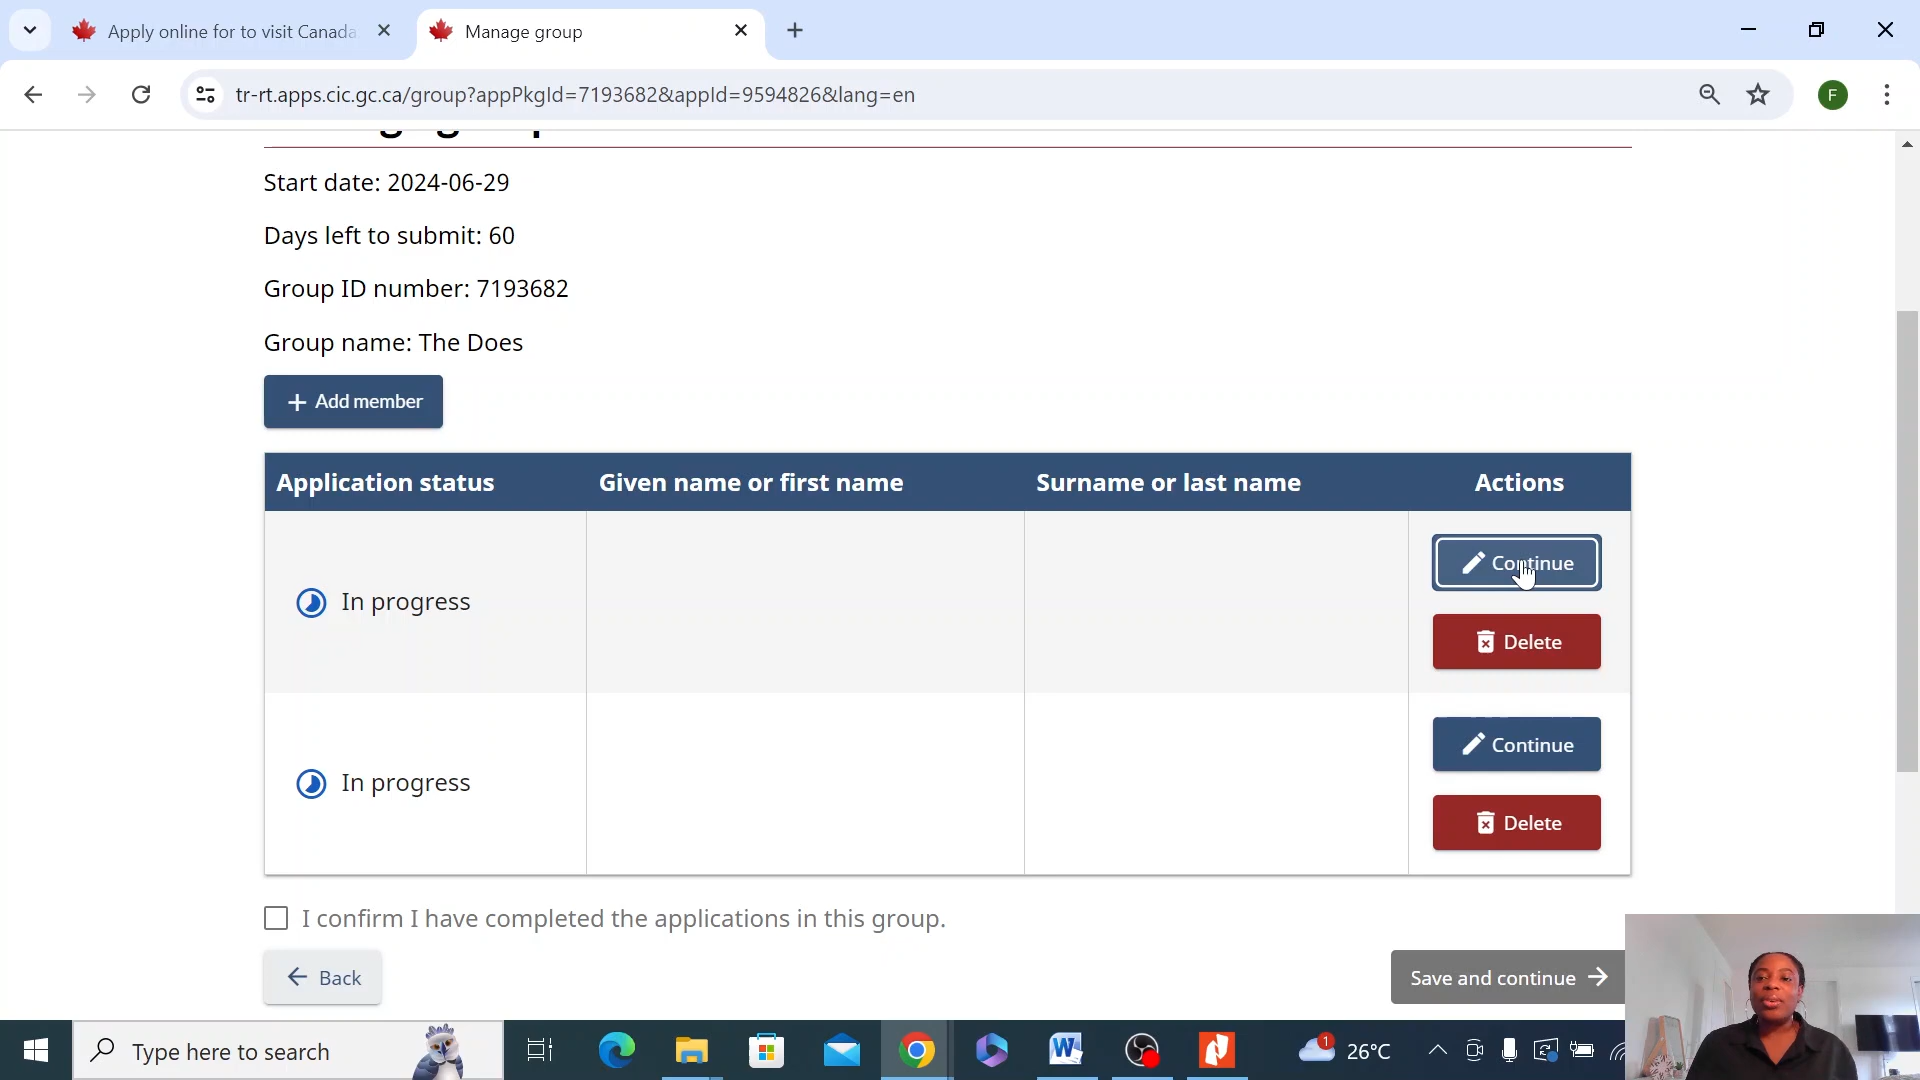 Apply online for to visit Canada
Manage group
tr-rt.apps.cic.gc.ca/group?appPkgId=7193682&appId=9594826&lang=en
F
Start date: 2024-06-29
Days left to submit: 60
Group ID number: 7193682
Group name: The Does
+ Add member
Application status Given name or first name Surname or last name Actions
In progress
Continue
Delete
In progress
Continue
Delete
I confirm I have completed the applications in this group.
Back
Save and continue
Type here to search
1
26°C